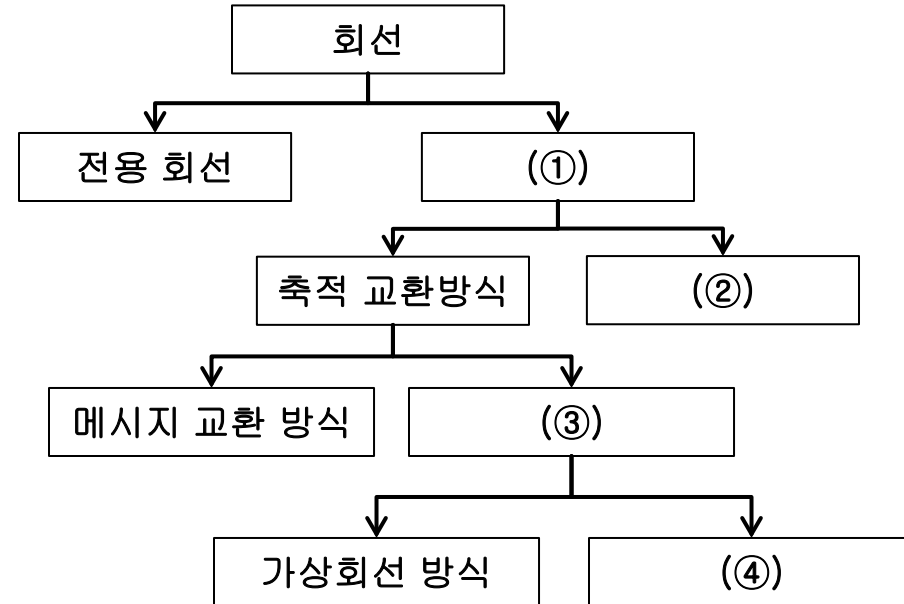 회선
전용 회선
(①)
축적 교환방식
(②)
메시지 교환 방식
(③)
가상회선 방식
(④)